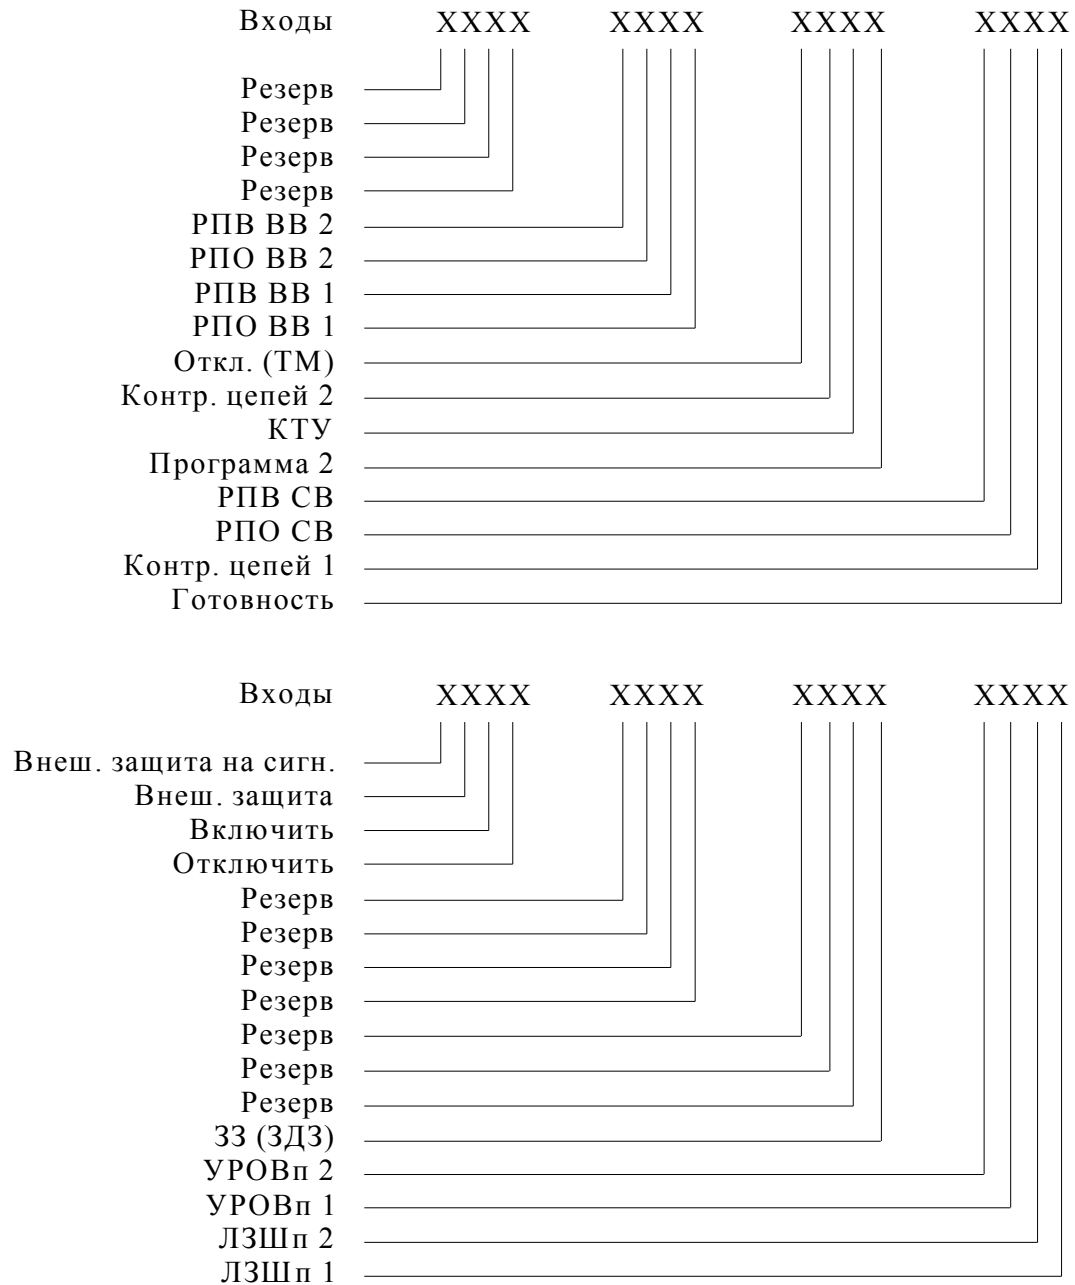 Входы XXXX XXXX XXXX XXXX
Резерв
Резерв
Резерв
Резерв
РПВ ВВ 2
РПО ВВ 2
РПВ ВВ 1
РПО ВВ 1
Откл. (ТМ)
Контр. цепей 2
КТУ
Программа 2
РПВ СВ
РПО СВ
Контр. цепей 1
Готовность
Входы XXXX XXXX XXXX XXXX
Внеш. защита на сигн.
Внеш. защита
Включить
Отключить
Резерв
Резерв
Резерв
Резерв
Резерв
Резерв
Резерв
ЗЗ (ЗДЗ)
УРОВп 2
УРОВп 1
ЛЗШп 2
ЛЗШп 1